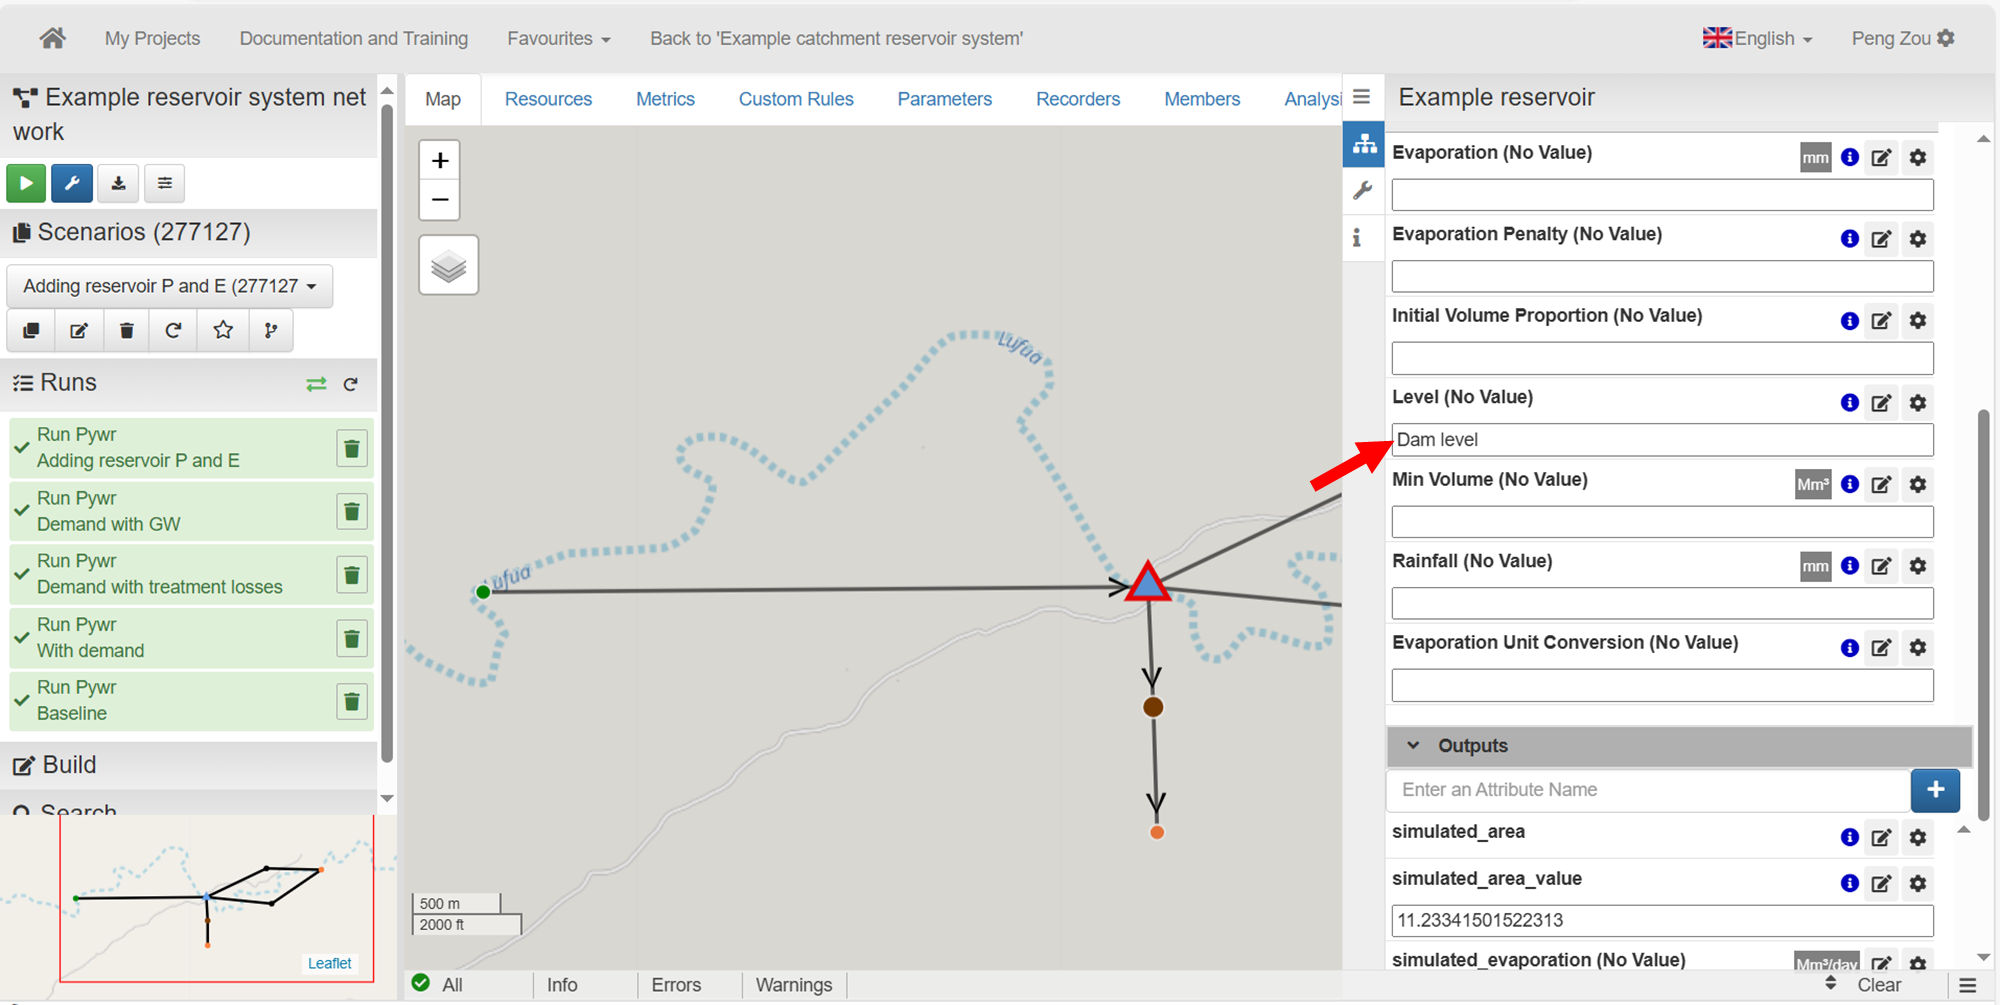 My Projects
Documentation and Training
Favourites
Back to 'Example catchment reservoir system'
English
Peng Zou
Example reservoir system net
work
Scenarios (277127)
Adding reservoir P and E (277127
Runs
Run Pywr
Adding reservoir P and E
Run Pywr
Demand with GW
Run Pywr
Demand with treatment losses
Run Pywr
With demand
Run Pywr
Baseline
Build
Search
Leaflet
Map
Resources
Metrics
Custom Rules
Parameters
Recorders
Members
Analysi
+
−
Lufua
Lufua
500 m
2000 ft
All
Info
Errors
Warnings
Example reservoir
Evaporation (No Value)
mm
Evaporation Penalty (No Value)
Initial Volume Proportion (No Value)
Level (No Value)
Dam level
Min Volume (No Value)
Mm³
Rainfall (No Value)
mm
Evaporation Unit Conversion (No Value)
Outputs
Enter an Attribute Name
+
simulated_area
simulated_area_value
11.23341501522313
simulated_evaporation (No Value)
Mm³/day
Clear